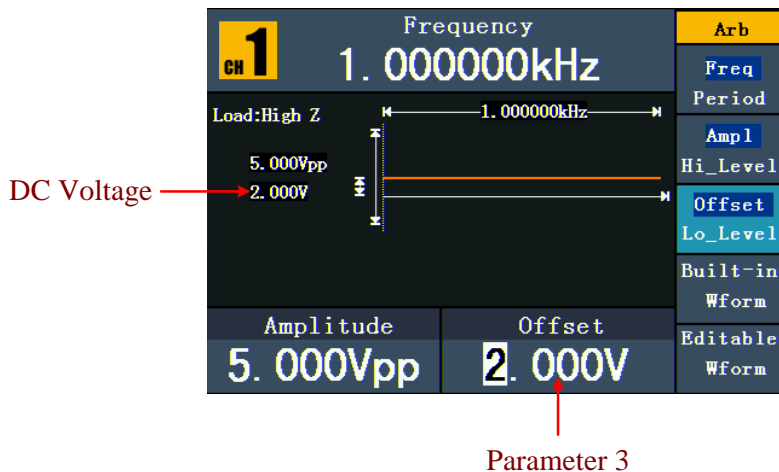 CH 1
Frequency
1.000000kHz
Load:High Z
1.000000kHz
5.000Vpp
DC Voltage
2.000V
Amplitude
5.000Vpp
Offset
2.000V
Arb
Freq
Period
Ampl
Hi_Level
Offset
Lo_Level
Built-in
Wform
Editable
Wform
Parameter 3